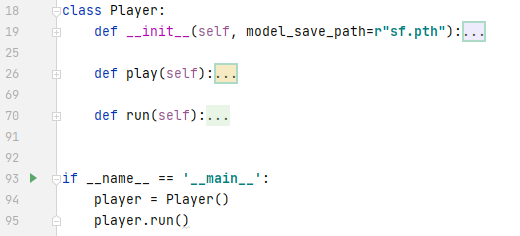 18 class Player:
19     def __init__(self, model_save_path=r"sf.pth"):...
25
26     def play(self):...
69
70     def run(self):...
91
92
93 if __name__ == '__main__':
94     player = Player()
95     player.run()